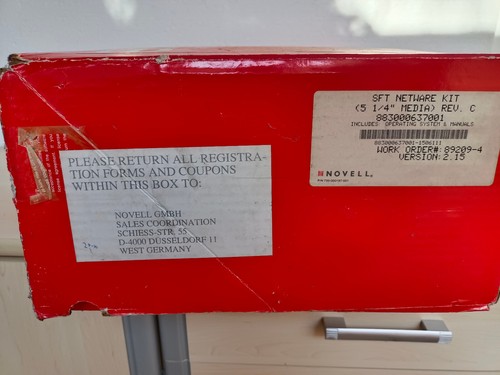 SFT NETWARE KIT
(5 1/4" MEDIA) REV. C
883000637001
INCLUDES: OPERATING SYSTEM & MANUALS
883000637001-1506111
WORK ORDER#: 89209-4
VERSION: 2.15
NOVELL
PLEASE RETURN ALL REGISTRA-
TION FORMS AND COUPONS
WITHIN THIS BOX TO:
NOVELL GMBH
SALES COORDINATION
SCHIESS-STR. 55
D-4000 DÜSSELDORF 11
WEST GERMANY